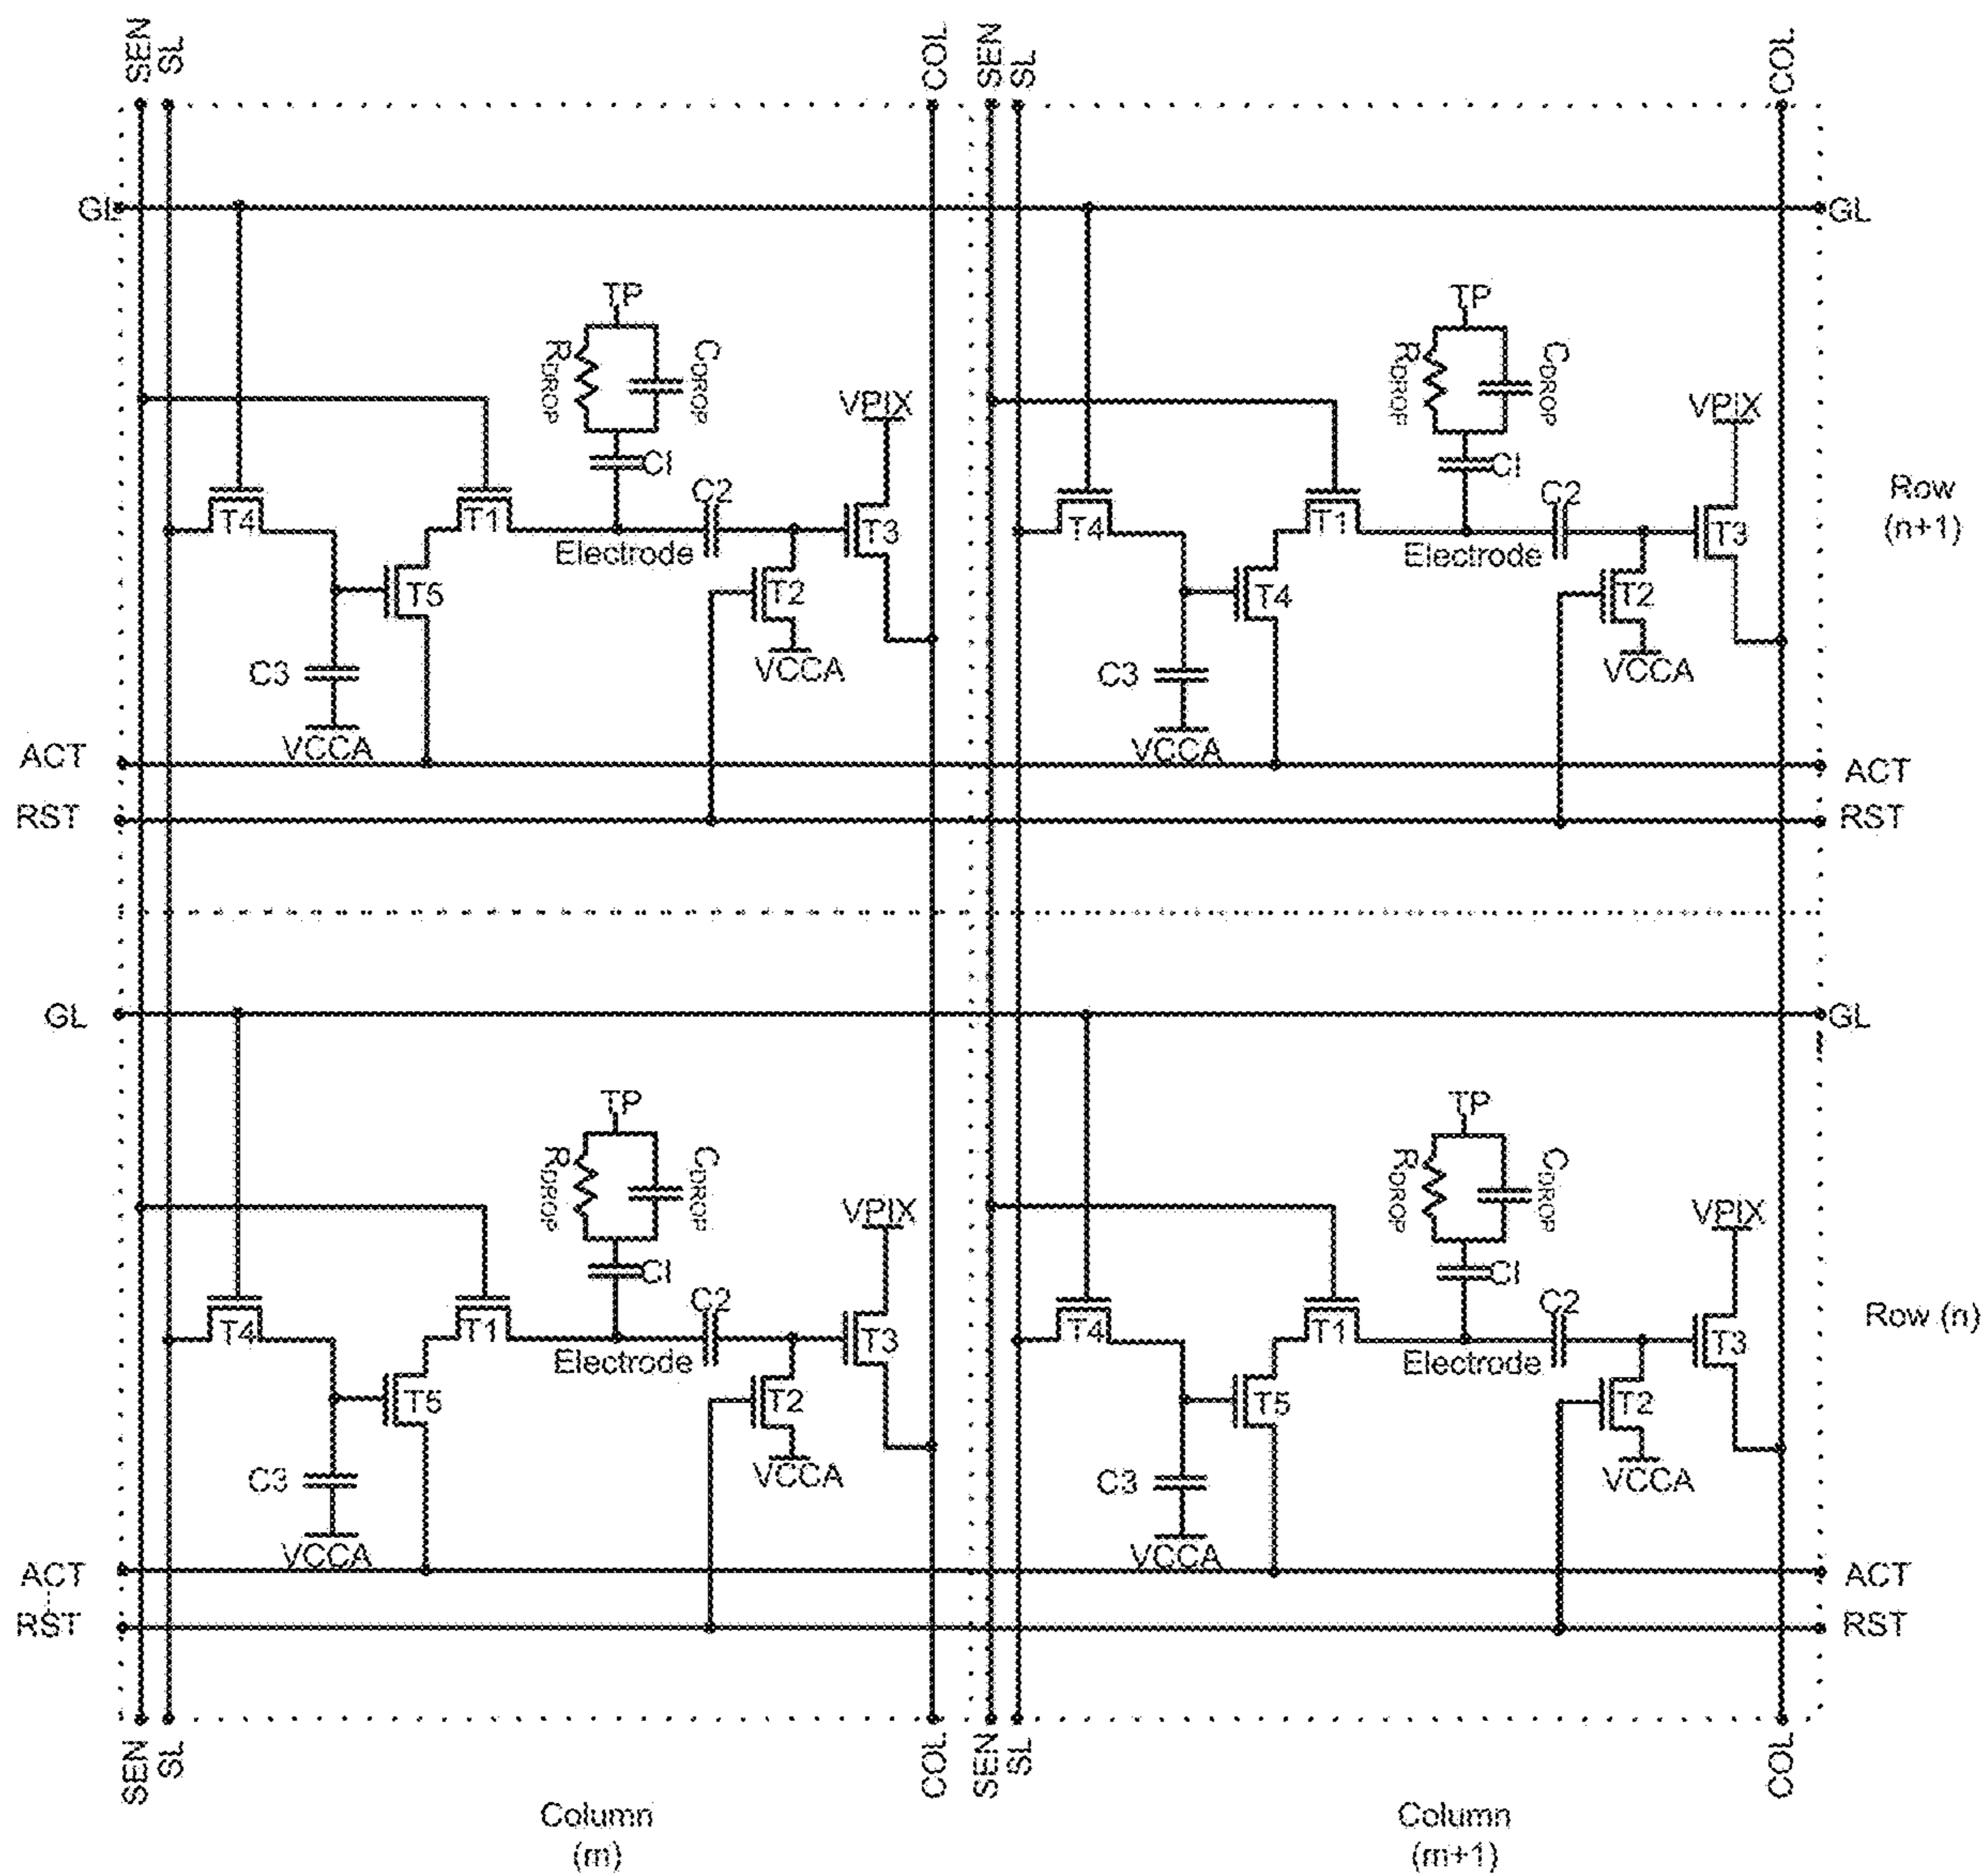 SEN SL COL SEN SL COL
GL GL
TP TP
RDROP CDROP RDROP CDROP
VPIX VPIX
CI CI
T4 T1 C2 T3 T4 T1 C2 T3
Row
(n+1)
Electrode Electrode
T5 T2 T4 T2
C3 VCCA C3 VCCA
VCCA VCCA
ACT ACT
RST RST
GL GL
TP TP
RDROP CDROP RDROP CDROP
VPIX VPIX
CI CI
T4 T1 C2 T3 T4 T1 C2 T3
Row (n)
Electrode Electrode
T5 T2 T5 T2
C3 VCCA C3 VCCA
VCCA VCCA
ACT ACT
RST RST
SEN SL COL SEN SL COL
Column
(m)
Column
(m+1)